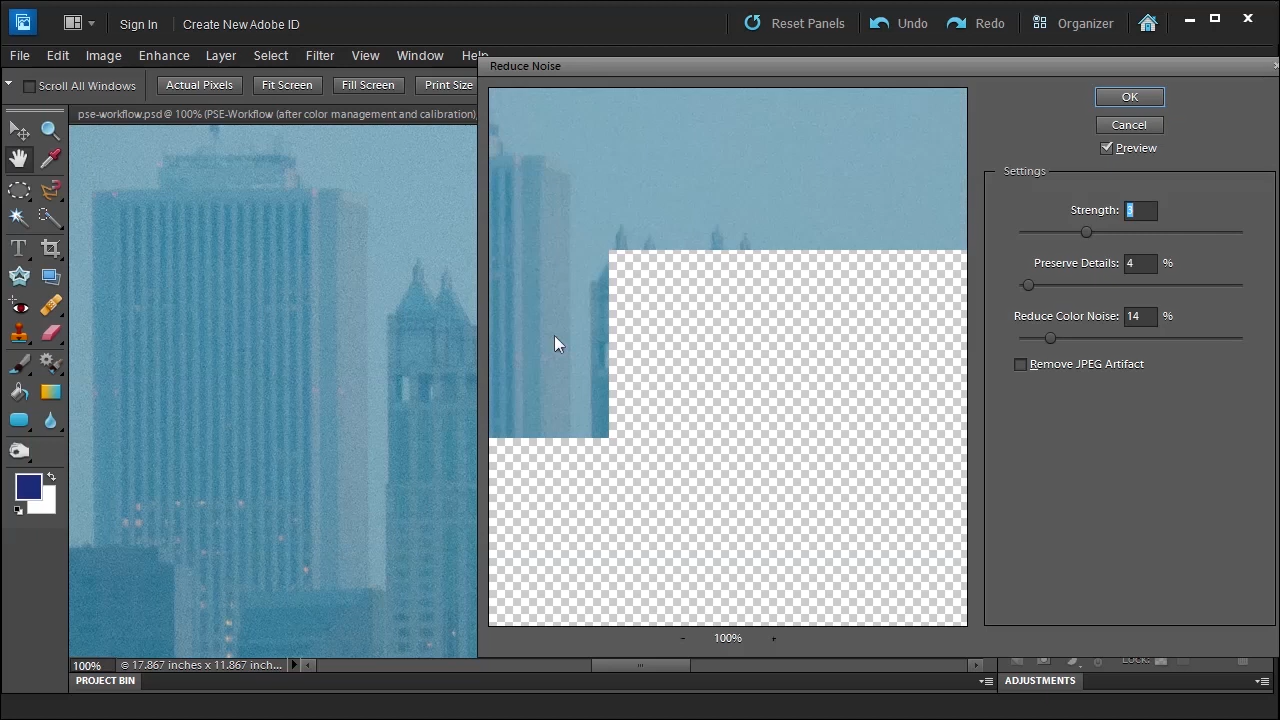 Sign In
Create New Adobe ID
Reset Panels
Undo
Redo
Organizer
File Edit Image Enhance Layer Select Filter View Window Help
Reduce Noise
Scroll All Windows
Actual Pixels
Fit Screen
Fill Screen
Print Size
pse-workflow.psd @ 100% (PSE-Workflow (after color management and calibration),
OK
Cancel
Preview
Settings
Strength: 3
Preserve Details: 4 %
Reduce Color Noise: 14 %
Remove JPEG Artifact
- 100% +
100%
17.867 inches x 11.867 inch...
LOCK:
PROJECT BIN
ADJUSTMENTS